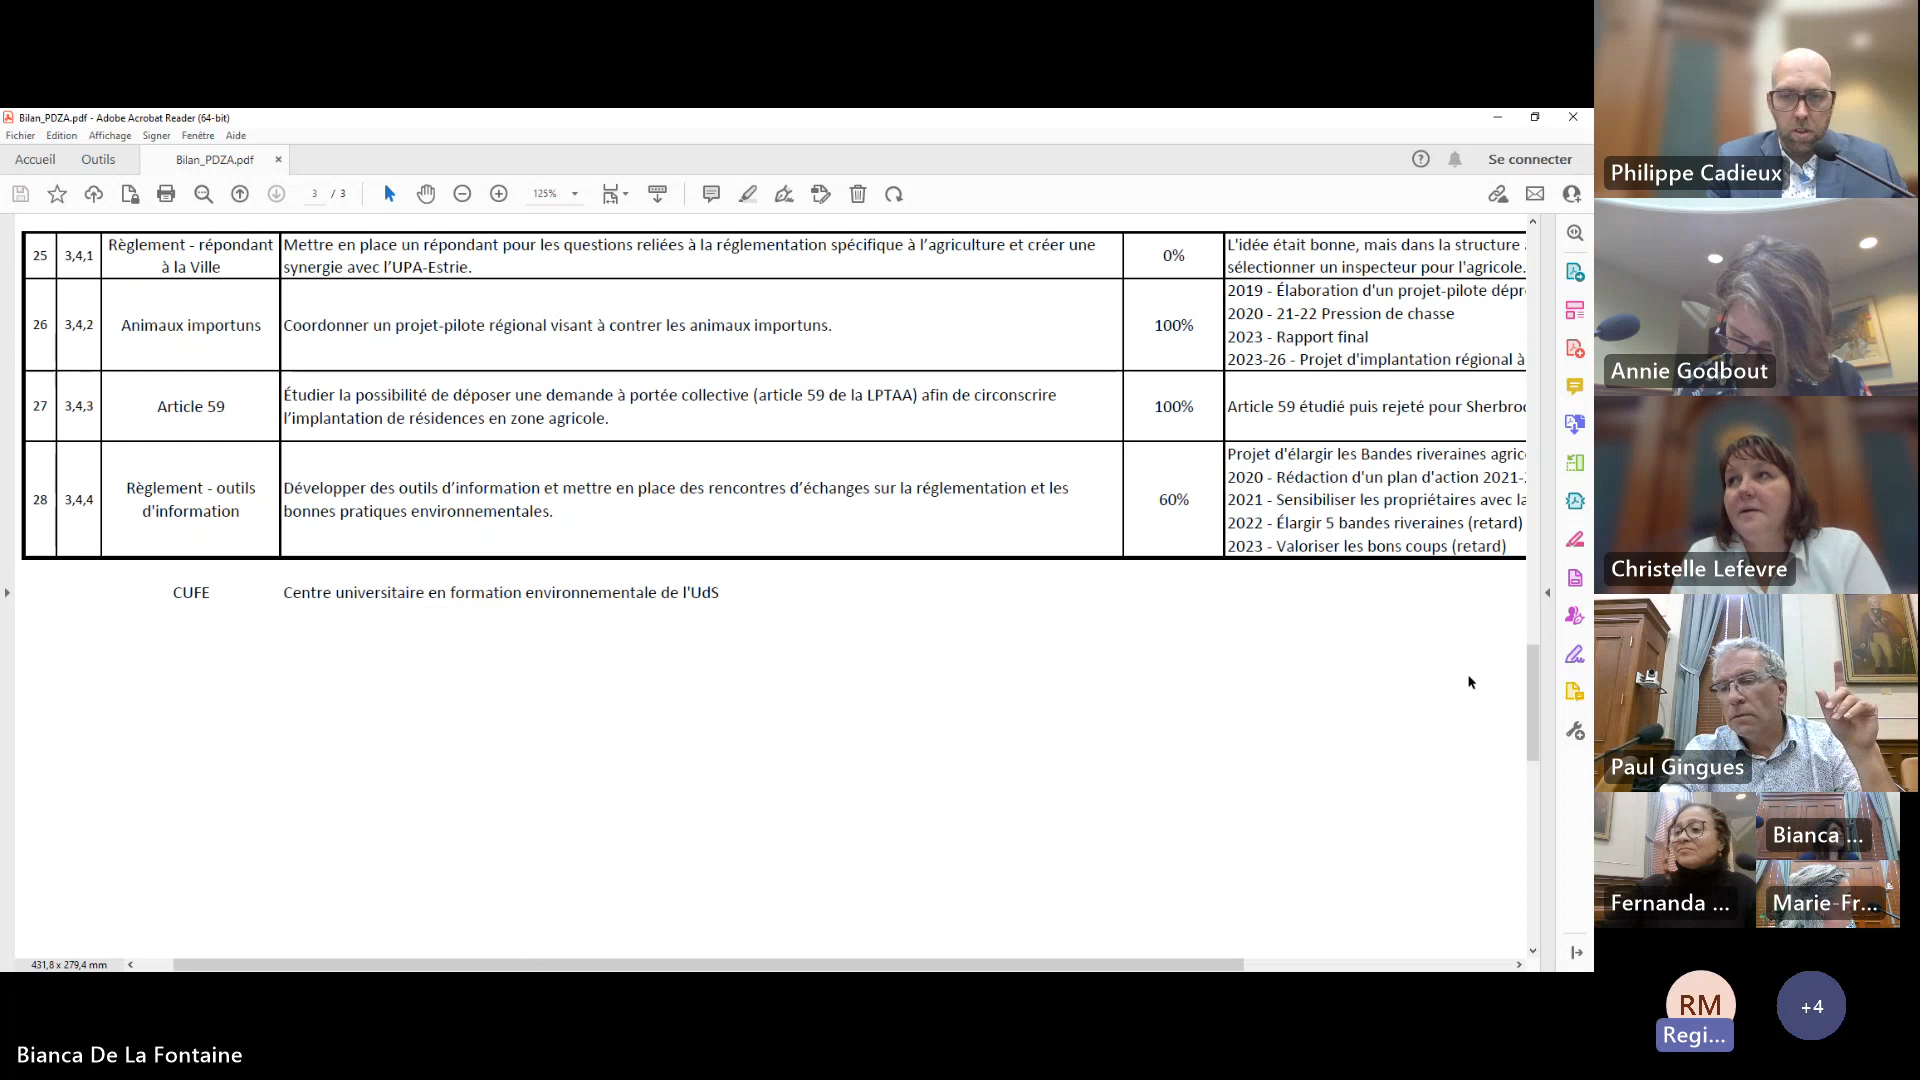 Bilan_PDZA.pdf - Adobe Acrobat Reader (64-bit)
Fichier Edition Affichage Signer Fenêtre Aide
Accueil Outils Bilan_PDZA.pdf × Se connecter
3 / 3 125%
25 3,4,1 Règlement - répondant à la Ville
Mettre en place un répondant pour les questions reliées à la réglementation spécifique à l'agriculture et créer une
synergie avec l'UPA-Estrie.
0%
L'idée était bonne, mais dans la structure
sélectionner un inspecteur pour l'agricole.
26 3,4,2 Animaux importuns
Coordonner un projet-pilote régional visant à contrer les animaux importuns.
100%
2019 - Élaboration d'un projet-pilote dépr
2020 - 21-22 Pression de chasse
2023 - Rapport final
2023-26 - Projet d'implantation régional à
27 3,4,3 Article 59
Étudier la possibilité de déposer une demande à portée collective (article 59 de la LPTAA) afin de circonscrire
l'implantation de résidences en zone agricole.
100%
Article 59 étudié puis rejeté pour Sherbroo
28 3,4,4 Règlement - outils d'information
Développer des outils d'information et mettre en place des rencontres d'échanges sur la réglementation et les
bonnes pratiques environnementales.
60%
Projet d'élargir les Bandes riveraines agric
2020 - Rédaction d'un plan d'action 2021-
2021 - Sensibiliser les propriétaires avec la
2022 - Élargir 5 bandes riveraines (retard)
2023 - Valoriser les bons coups (retard)
CUFE Centre universitaire en formation environnementale de l'UdS
431,8 x 279,4 mm
Philippe Cadieux
Annie Godbout
Christelle Lefevre
Paul Gingues
Fernanda ...
Bianca ...
Marie-Fr...
RM
Regi...
+4
Bianca De La Fontaine